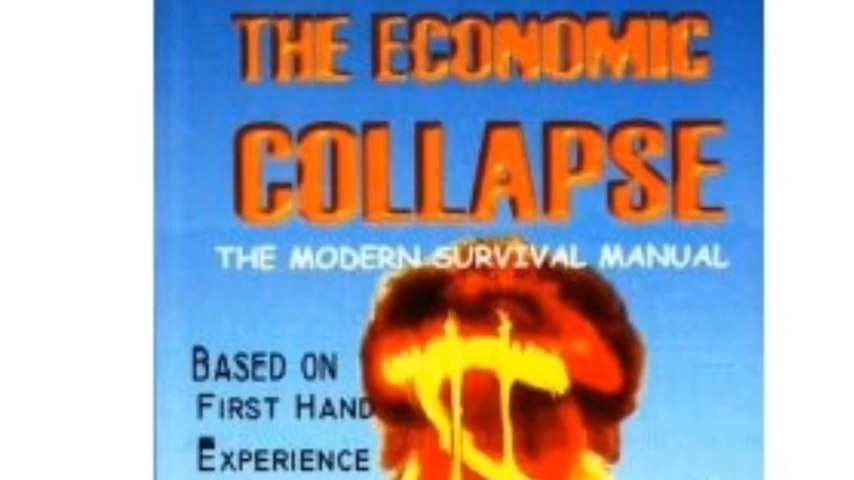 THE ECONOMIC
COLLAPSE
THE MODERN SURVIVAL MANUAL
BASED ON
FIRST HAND
EXPERIENCE